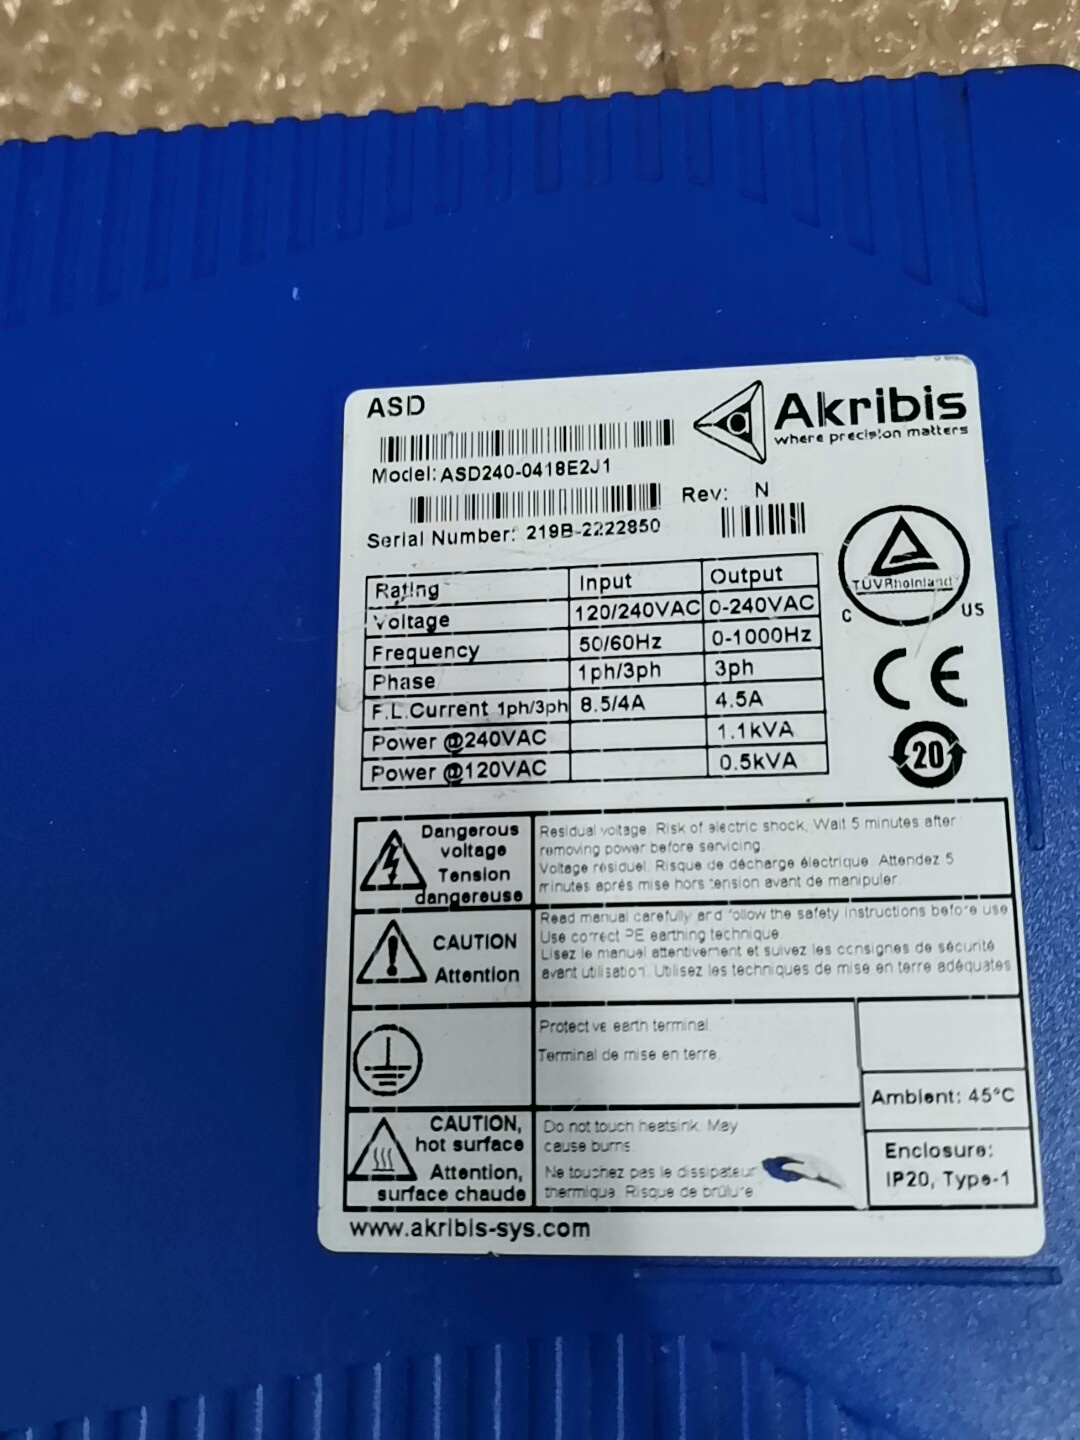 ASD
Akribis
where precision matters
Model: ASD240-0418E2J1
Rev: N
Serial Number: 219B-2222850
Rating Input Output
Voltage 120/240VAC 0-240VAC
Frequency 50/60Hz 0-1000Hz
Phase 1ph/3ph 3ph
F.L.Current 1ph/3ph 8.5/4A 4.5A
Power @240VAC 1.1kVA
Power @120VAC 0.5kVA
TÜVRheinland
C US
CE
20
Dangerous
voltage
Tension
dangereuse
Residual voltage. Risk of electric shock, Wait 5 minutes after
removing power before servicing.
Voltage résiduel. Risque de décharge électrique. Attendez 5
minutes aprés mise hors tension avant de manipuler.
CAUTION
Attention
Read manual carefully and follow the safety instructions before use
Use correct PE earthing technique.
Lisez le manuel attentivement et suivez les consignes de sécurité
avant utilisation. Utilisez les techniques de mise en terre adéquates
Protective earth terminal.
Terminal de mise en terre.
Ambient: 45°C
CAUTION,
hot surface
Attention,
surface chaude
Do not touch heatsink. May
cause burns.
Ne touchez pas le dissipateur
thermique. Risque de brûlure
Enclosure:
IP20, Type-1
www.akribis-sys.com